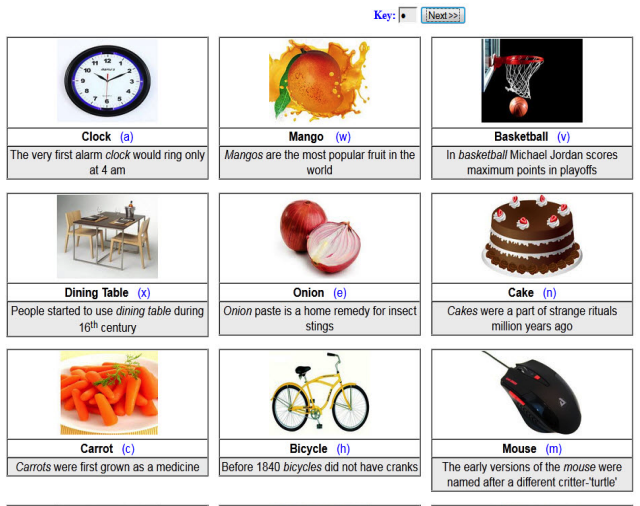 Key: ● Next >>
Clock (a)
The very first alarm clock would ring only
at 4 am
Mango (w)
Mangos are the most popular fruit in the
world
Basketball (v)
In basketball Michael Jordan scores
maximum points in playoffs
Dining Table (x)
People started to use dining table during
16th century
Onion (e)
Onion paste is a home remedy for insect
stings
Cake (n)
Cakes were a part of strange rituals
million years ago
Carrot (c)
Carrots were first grown as a medicine
Bicycle (h)
Before 1840 bicycles did not have cranks
Mouse (m)
The early versions of the mouse were
named after a different critter-'turtle'